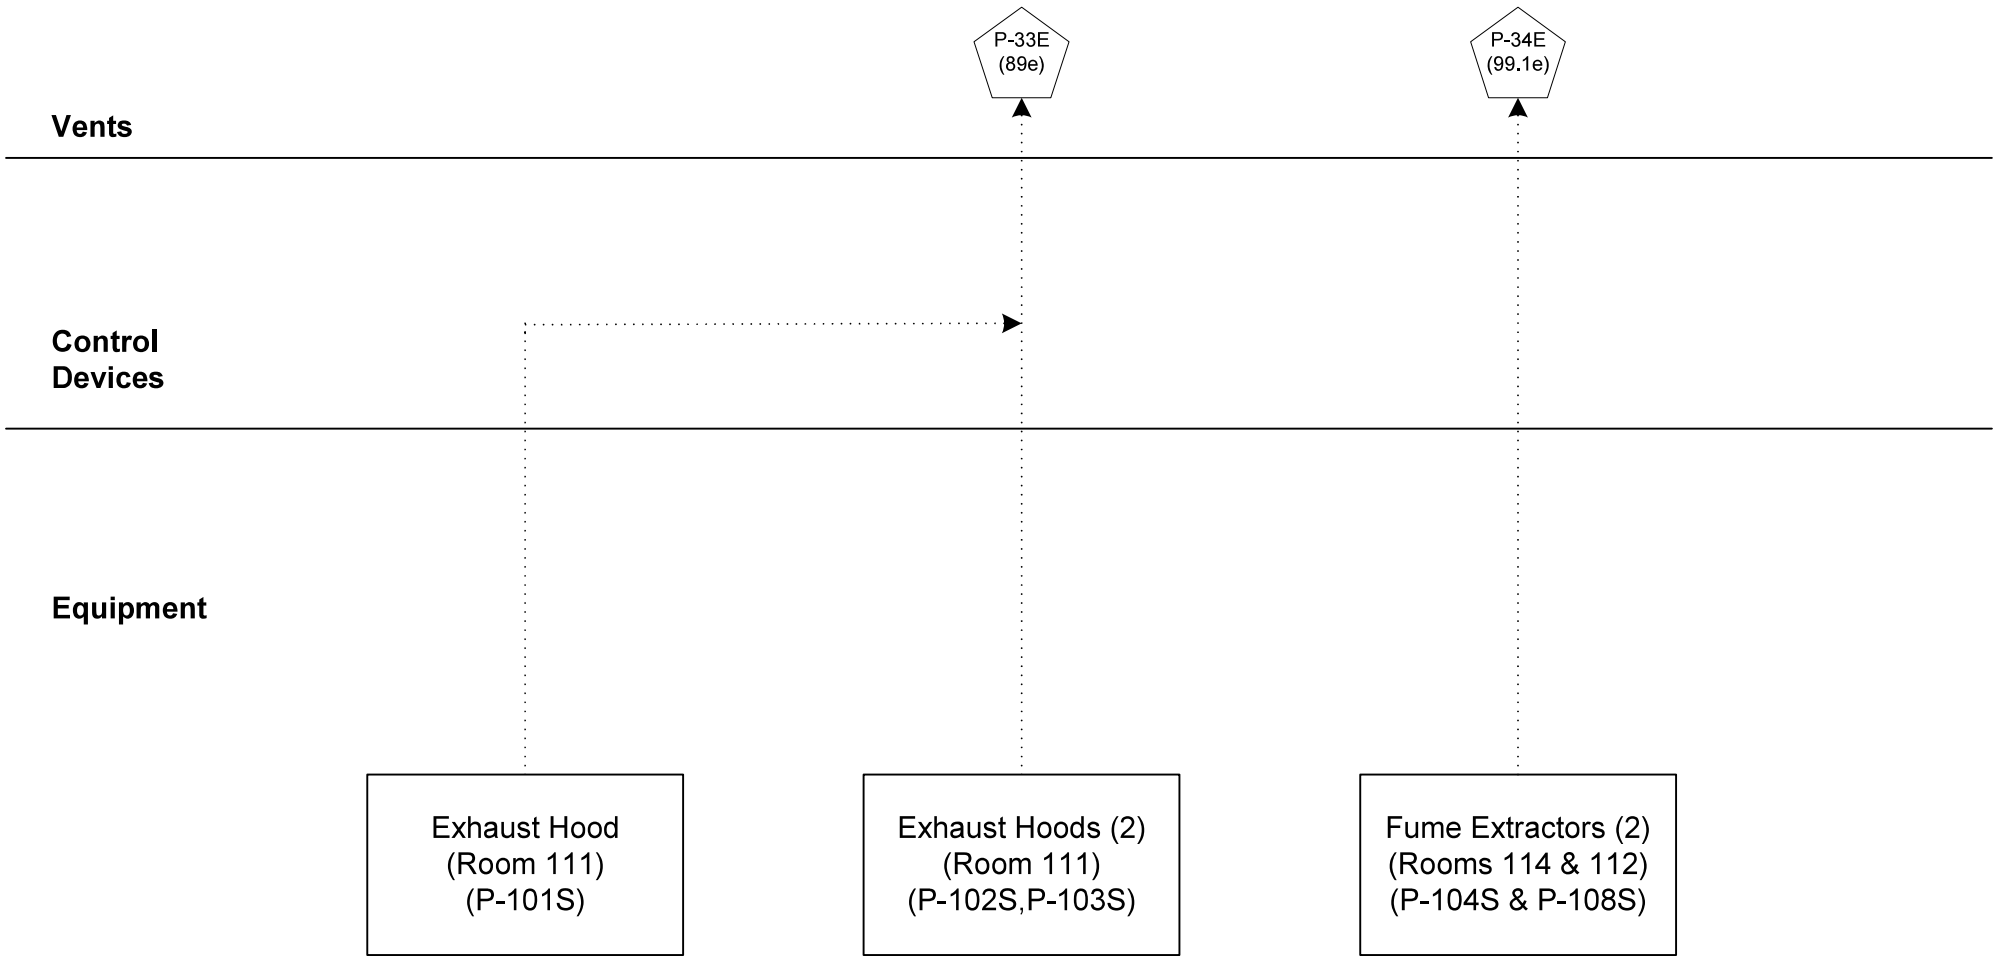 P-33E
(89e)
P-34E
(99.1e)
Vents
Control
Devices
Equipment
Exhaust Hood
(Room 111)
(P-101S)
Exhaust Hoods (2)
(Room 111)
(P-102S,P-103S)
Fume Extractors (2)
(Rooms 114 & 112)
(P-104S & P-108S)